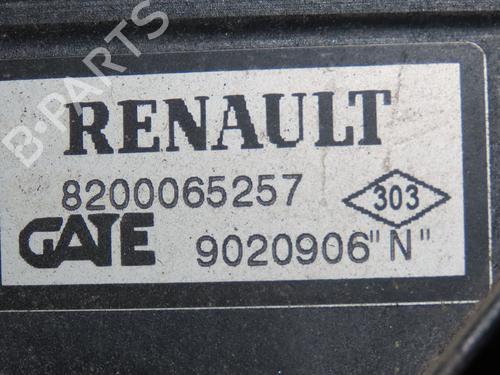 B-PARTS
RENAULT
8200065257 303
GATE 9020906"N"